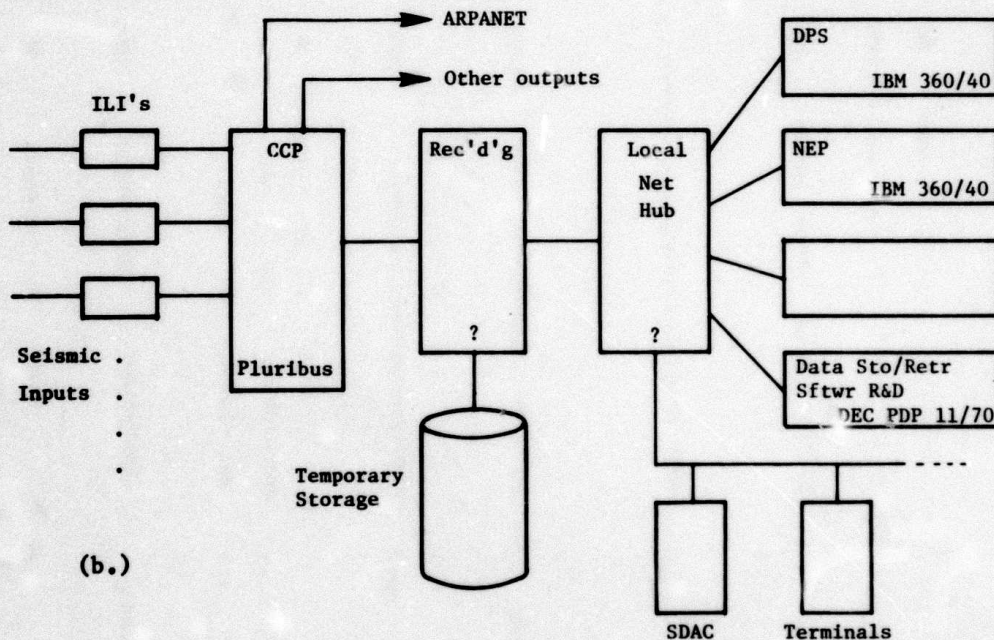 ARPANET
Other outputs
ILI's
CCP
Pluribus
Rec'd'g
?
Local
Net
Hub
?
DPS
IBM 360/40
NEP
IBM 360/40
Data Sto/Retr
Sftwr R&D
DEC PDP 11/70
Seismic .
Inputs .
.
.
Temporary
Storage
(b.)
SDAC
Terminals